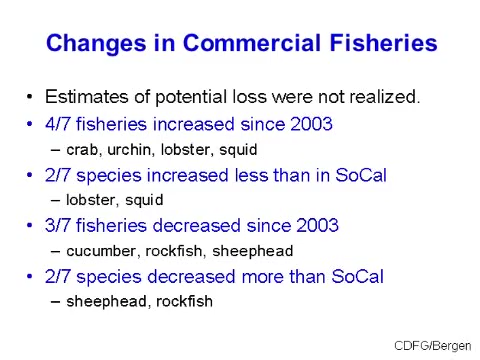 Changes in Commercial Fisheries
• Estimates of potential loss were not realized.
• 4/7 fisheries increased since 2003
– crab, urchin, lobster, squid
• 2/7 species increased less than in SoCal
– lobster, squid
• 3/7 fisheries decreased since 2003
– cucumber, rockfish, sheephead
• 2/7 species decreased more than SoCal
– sheephead, rockfish
CDFG/Bergen